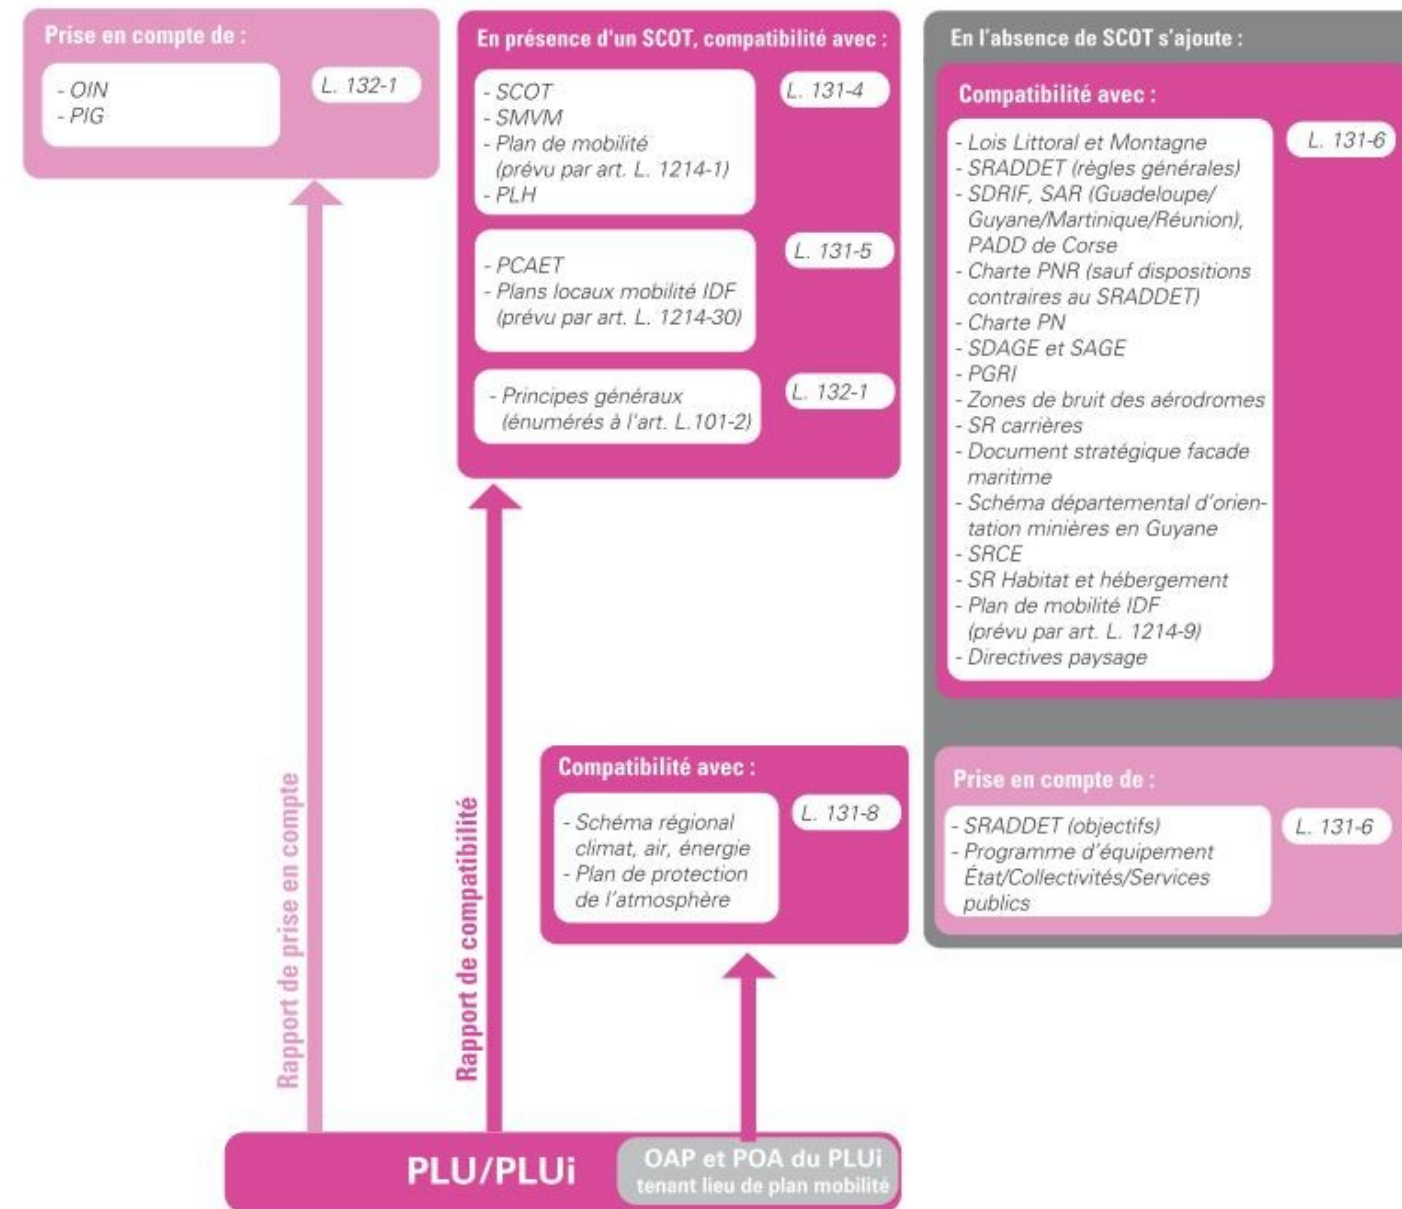 Prise en compte de :
- OIN
- PIG
L. 132-1
En présence d'un SCOT, compatibilité avec :
- SCOT
- SMVM
- Plan de mobilité
(prévu par art. L. 1214-1)
- PLH
L. 131-4
- PCAET
- Plans locaux mobilité IDF
(prévu par art. L. 1214-30)
L. 131-5
- Principes généraux
(énumérés à l'art. L.101-2)
L. 132-1
En l'absence de SCOT s'ajoute :
Compatibilité avec :
- Lois Littoral et Montagne
- SRADDET (règles générales)
- SDRIF, SAR (Guadeloupe/
Guyane/Martinique/Réunion),
PADD de Corse
- Charte PNR (sauf dispositions
contraires au SRADDET)
- Charte PN
- SDAGE et SAGE
- PGRI
- Zones de bruit des aérodromes
- SR carrières
- Document stratégique facade
maritime
- Schéma départemental d'orien-
tation minières en Guyane
- SRCE
- SR Habitat et hébergement
- Plan de mobilité IDF
(prévu par art. L. 1214-9)
- Directives paysage
L. 131-6
Prise en compte de :
- SRADDET (objectifs)
- Programme d'équipement
État/Collectivités/Services
publics
L. 131-6
Compatibilité avec :
- Schéma régional
climat, air, énergie
- Plan de protection
de l'atmosphère
L. 131-8
Rapport de prise en compte
Rapport de compatibilité
PLU/PLUi
OAP et POA du PLUi
tenant lieu de plan mobilité